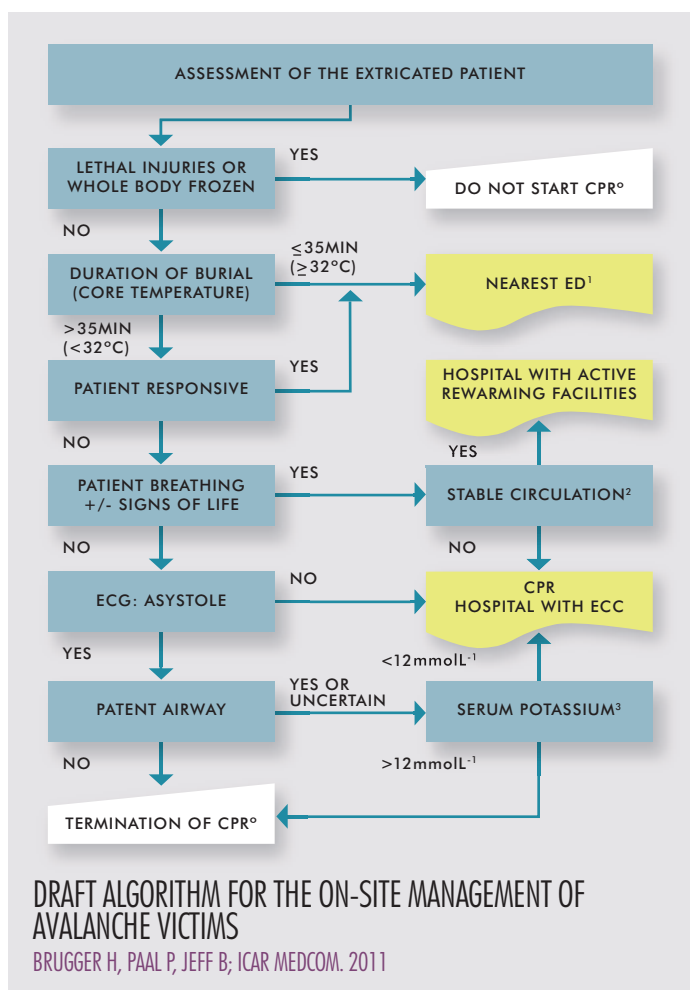 ASSESSMENT OF THE EXTRICATED PATIENT
LETHAL INJURIES OR
WHOLE BODY FROZEN
YES
DO NOT START CPRº
NO
DURATION OF BURIAL
(CORE TEMPERATURE)
≤35MIN
(≥32ºC)
NEAREST ED¹
>35MIN
(<32ºC)
PATIENT RESPONSIVE
YES
HOSPITAL WITH ACTIVE
REWARMING FACILITIES
NO
YES
PATIENT BREATHING
+/- SIGNS OF LIFE
YES
STABLE CIRCULATION²
NO
NO
ECG: ASYSTOLE
NO
CPR
HOSPITAL WITH ECC
YES
<12mmolL⁻¹
PATENT AIRWAY
YES OR
UNCERTAIN
SERUM POTASSIUM³
NO
>12mmolL⁻¹
TERMINATION OF CPRº
DRAFT ALGORITHM FOR THE ON-SITE MANAGEMENT OF
AVALANCHE VICTIMS
BRUGGER H, PAAL P, JEFF B; ICAR MEDCOM. 2011